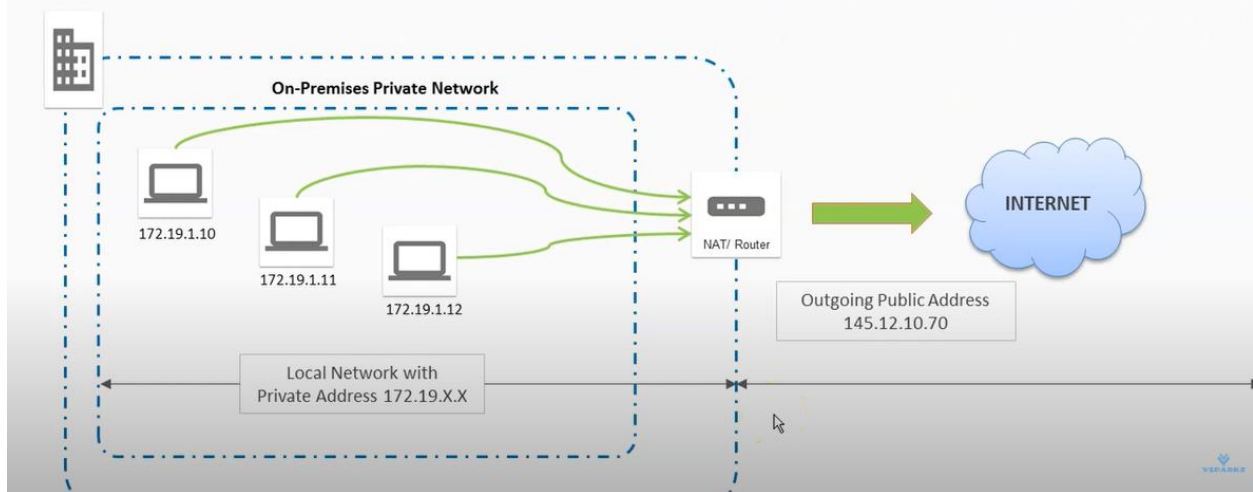 On-Premises Private Network
172.19.1.10
172.19.1.11
172.19.1.12
NAT/ Router
INTERNET
Outgoing Public Address
145.12.10.70
Local Network with
Private Address 172.19.X.X